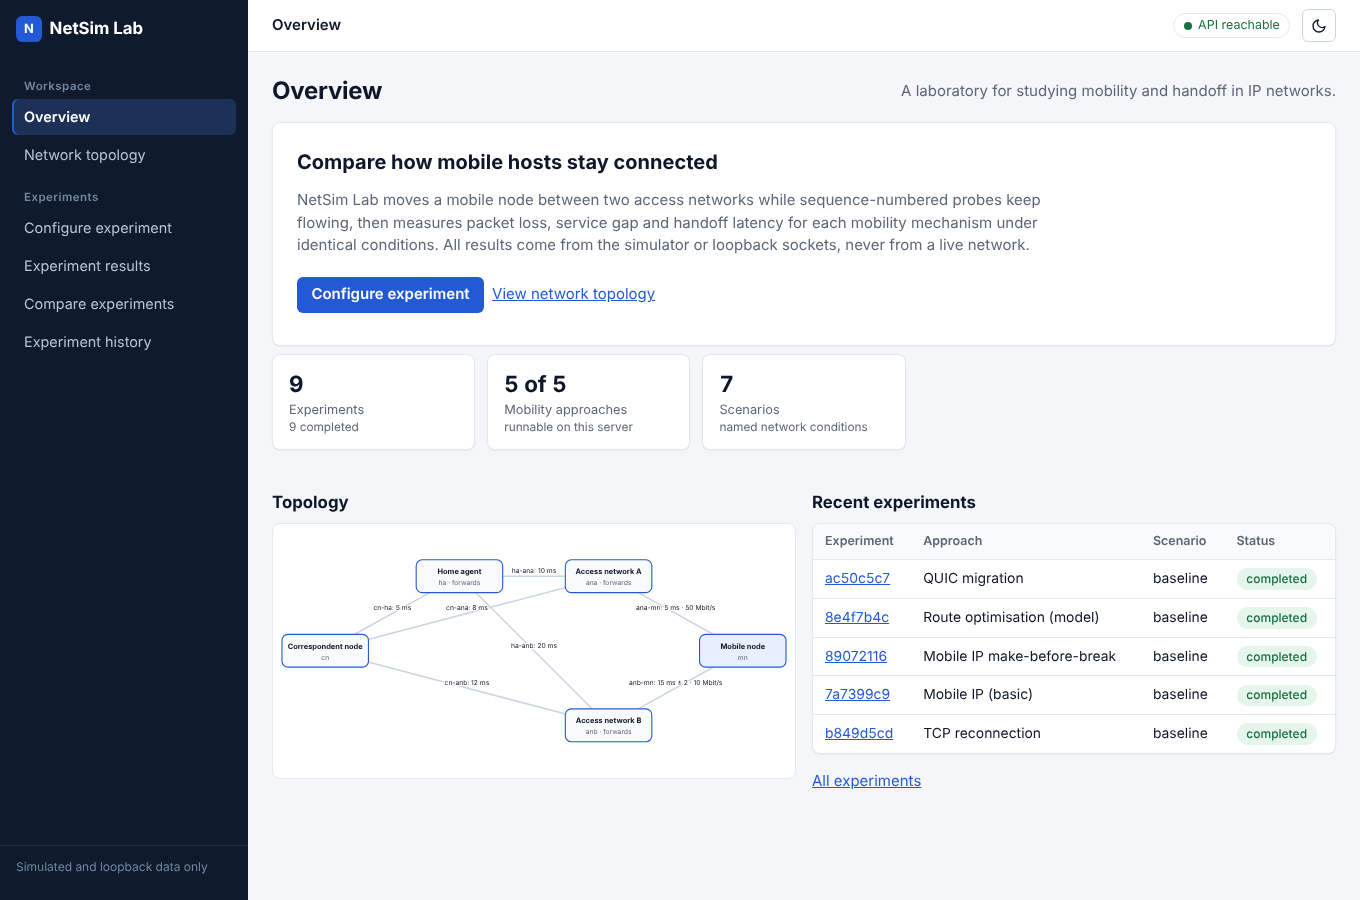 N NetSim Lab
Workspace
Overview
Network topology
Experiments
Configure experiment
Experiment results
Compare experiments
Experiment history
Simulated and loopback data only
Overview
API reachable
Overview
A laboratory for studying mobility and handoff in IP networks.
Compare how mobile hosts stay connected
NetSim Lab moves a mobile node between two access networks while sequence-numbered probes keep
flowing, then measures packet loss, service gap and handoff latency for each mobility mechanism under
identical conditions. All results come from the simulator or loopback sockets, never from a live network.
Configure experiment View network topology
9
Experiments
9 completed
5 of 5
Mobility approaches
runnable on this server
7
Scenarios
named network conditions
Topology
Home agent
ha · forwards
ha-ana: 10 ms
Access network A
ana · forwards
cn-ha: 5 ms
cn-ana: 8 ms
ana-mn: 5 ms · 50 Mbit/s
Correspondent node
cn
ha-anb: 20 ms
Mobile node
mn
cn-anb: 12 ms
anb-mn: 15 ms ± 2 · 10 Mbit/s
Access network B
anb · forwards
Recent experiments
Experiment Approach Scenario Status
ac50c5c7 QUIC migration baseline completed
8e4f7b4c Route optimisation (model) baseline completed
89072116 Mobile IP make-before-break baseline completed
7a7399c9 Mobile IP (basic) baseline completed
b849d5cd TCP reconnection baseline completed
All experiments